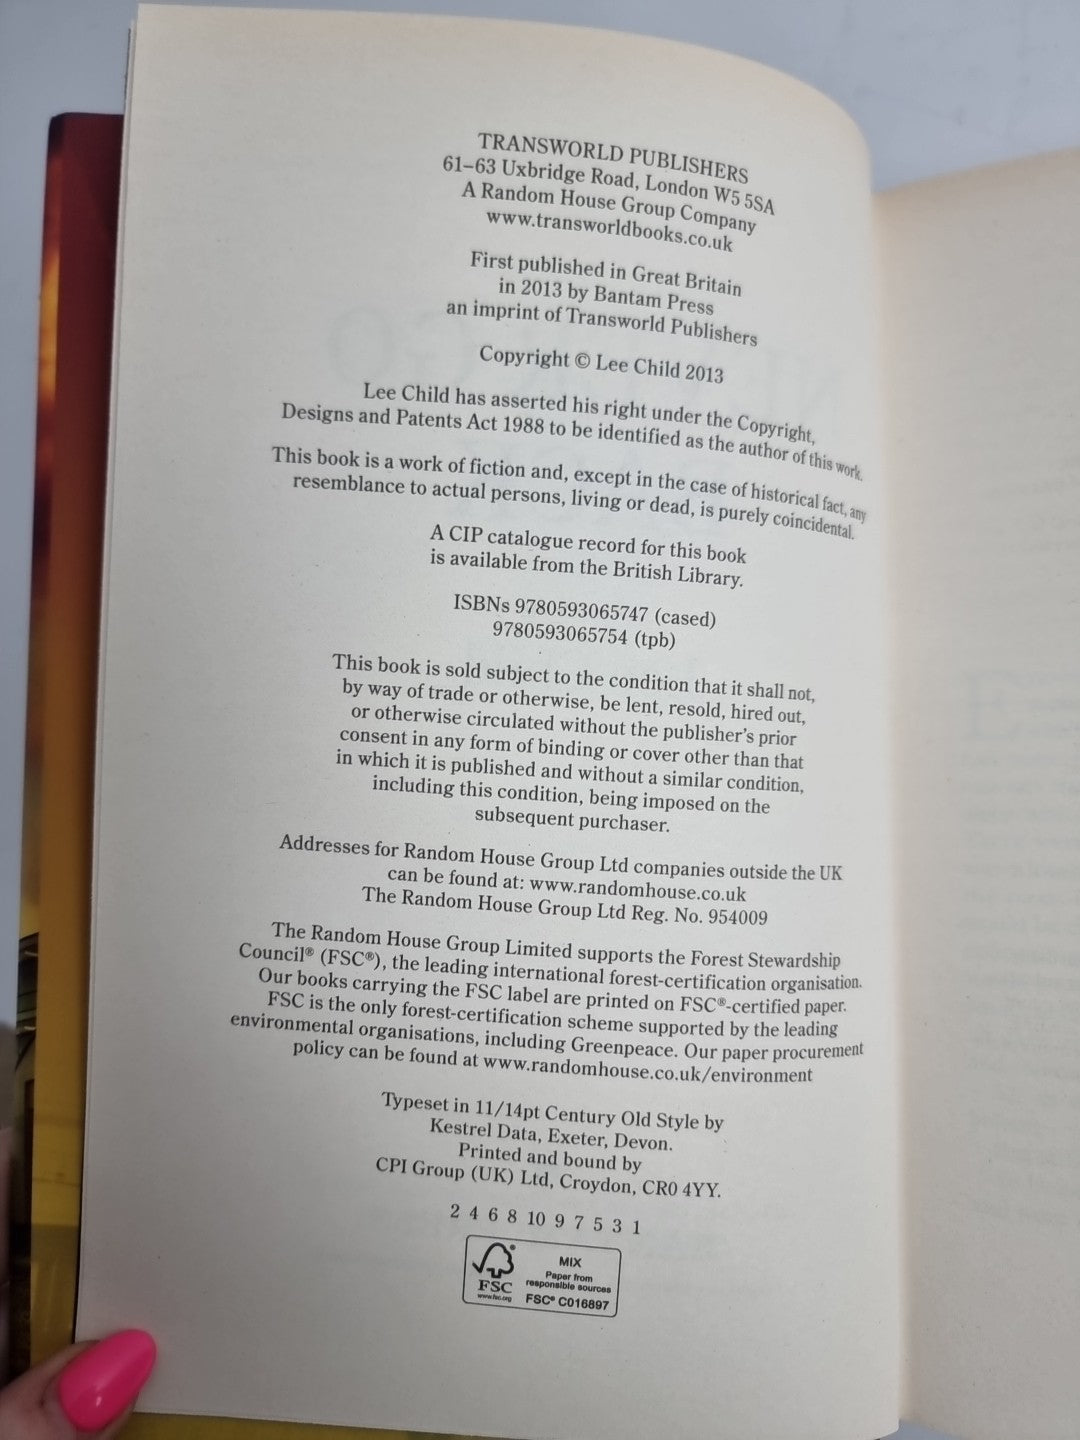 TRANSWORLD PUBLISHERS
61–63 Uxbridge Road, London W5 5SA
A Random House Group Company
www.transworldbooks.co.uk
First published in Great Britain
in 2013 by Bantam Press
an imprint of Transworld Publishers
Copyright © Lee Child 2013
Lee Child has asserted his right under the Copyright,
Designs and Patents Act 1988 to be identified as the author of this work.
This book is a work of fiction and, except in the case of historical fact, any
resemblance to actual persons, living or dead, is purely coincidental.
A CIP catalogue record for this book
is available from the British Library.
ISBNs 9780593065747 (cased)
9780593065754 (tpb)
This book is sold subject to the condition that it shall not,
by way of trade or otherwise, be lent, resold, hired out,
or otherwise circulated without the publisher's prior
consent in any form of binding or cover other than that
in which it is published and without a similar condition,
including this condition, being imposed on the
subsequent purchaser.
Addresses for Random House Group Ltd companies outside the UK
can be found at: www.randomhouse.co.uk
The Random House Group Ltd Reg. No. 954009
The Random House Group Limited supports the Forest Stewardship
Council® (FSC®), the leading international forest-certification organisation.
Our books carrying the FSC label are printed on FSC®-certified paper.
FSC is the only forest-certification scheme supported by the leading
environmental organisations, including Greenpeace. Our paper procurement
policy can be found at www.randomhouse.co.uk/environment
Typeset in 11/14pt Century Old Style by
Kestrel Data, Exeter, Devon.
Printed and bound by
CPI Group (UK) Ltd, Croydon, CR0 4YY.
2 4 6 8 10 9 7 5 3 1
FSC
www.fsc.org
MIX
Paper from
responsible sources
FSC® C016897